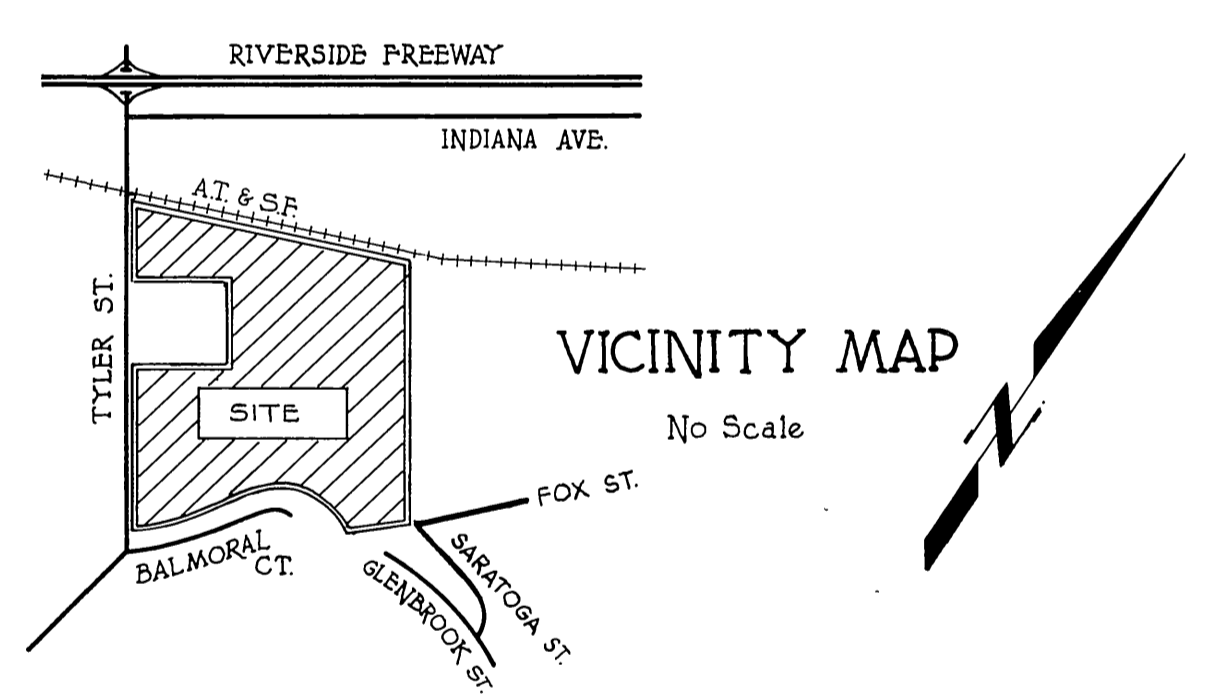 RIVERSIDE FREEWAY
INDIANA AVE.
A.T. & S.F.
TYLER ST.
VICINITY MAP
No Scale
SITE
FOX ST.
BALMORAL
CT.
SARATOGA ST.
GLENBROOK ST.
N